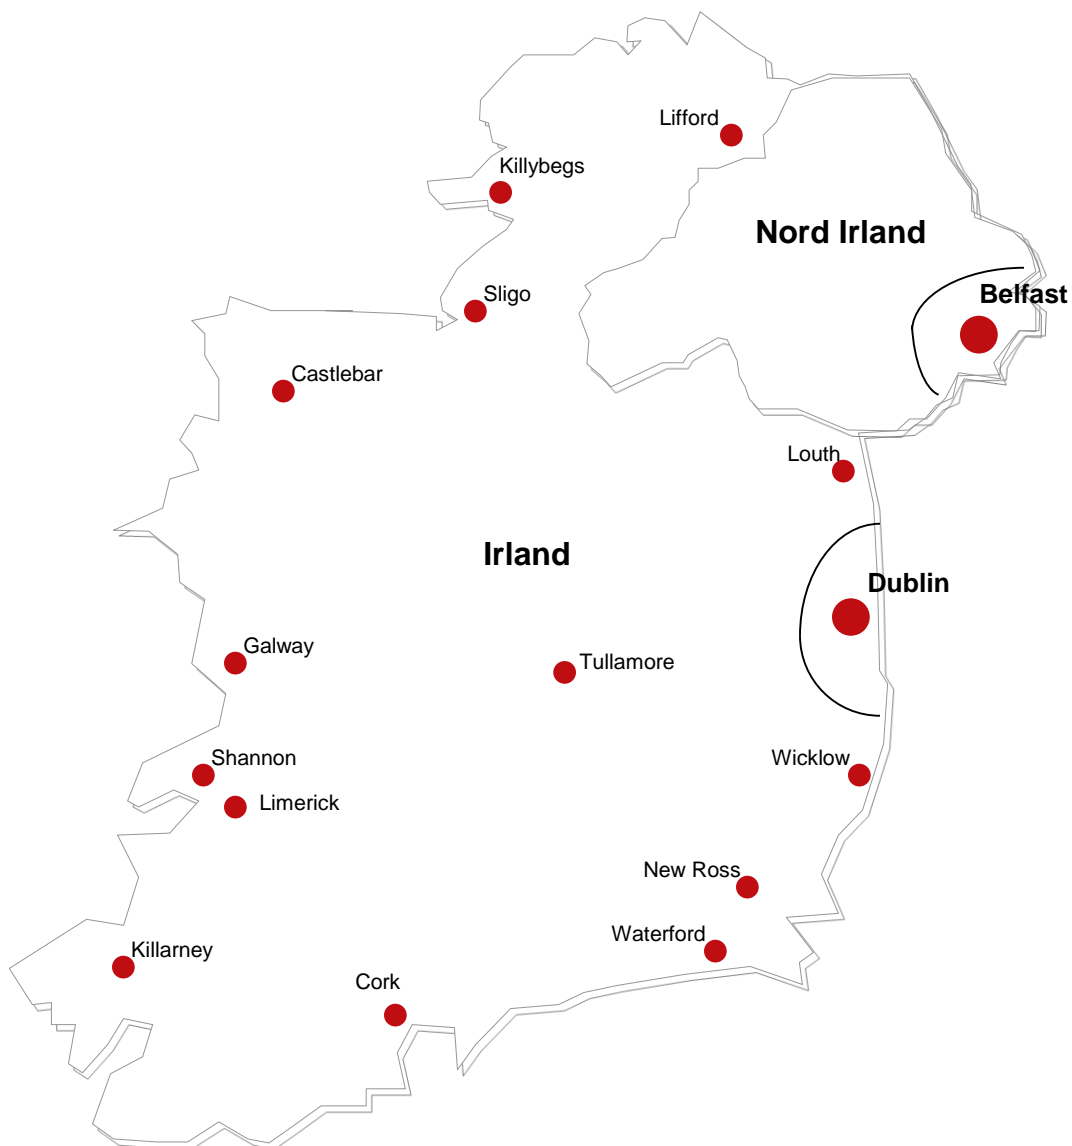 Lifford
Killybegs
Nord Irland
Belfast
Sligo
Castlebar
Louth
Irland
Dublin
Galway
Tullamore
Shannon
Wicklow
Limerick
New Ross
Waterford
Killarney
Cork